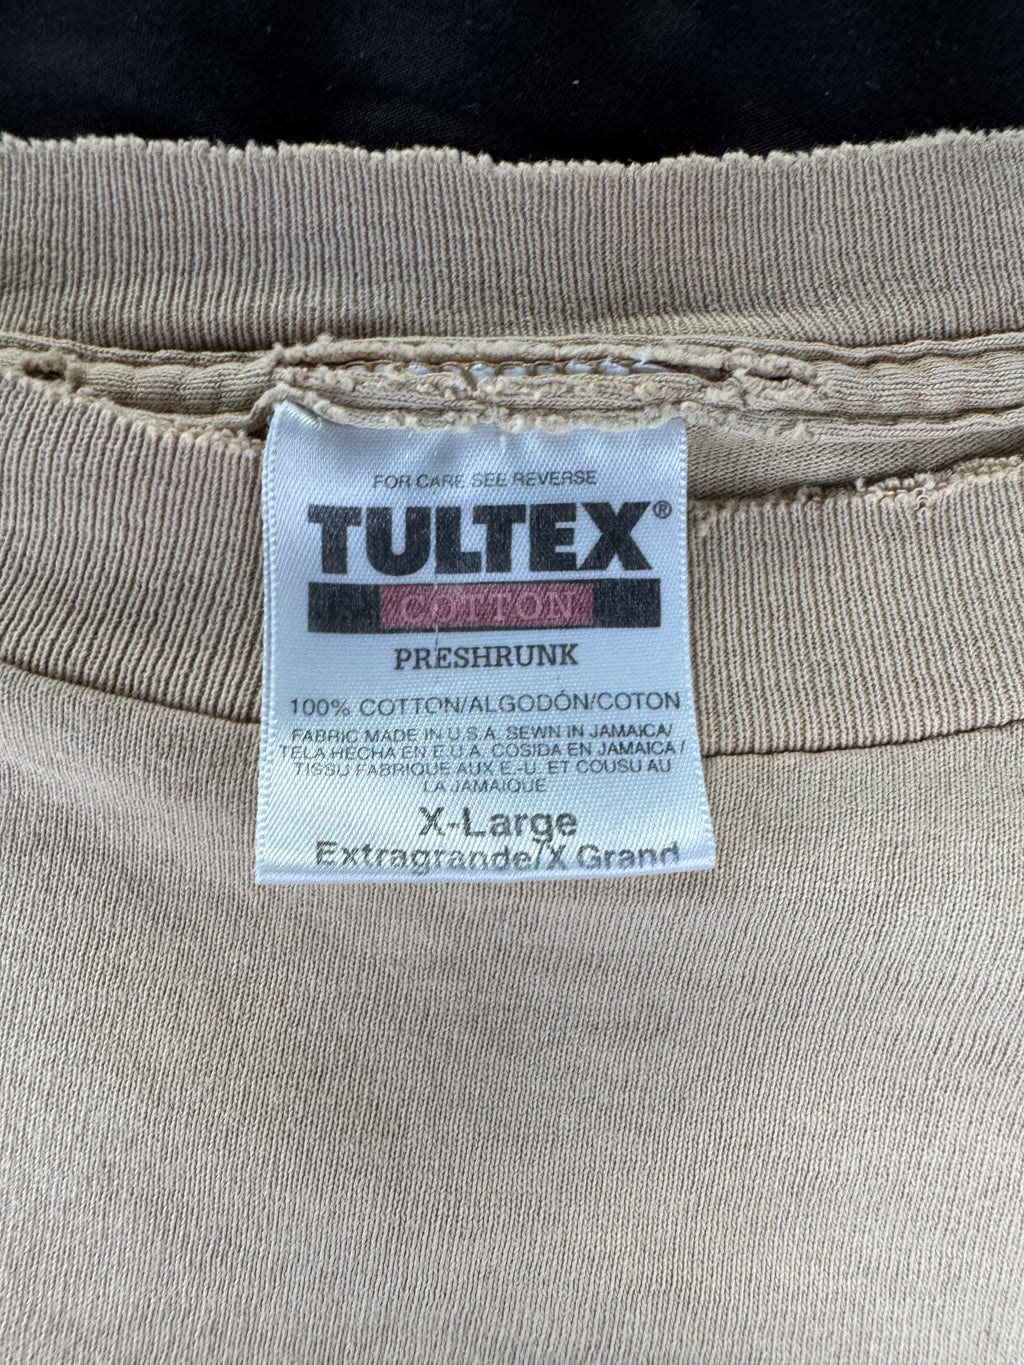 FOR CARE SEE REVERSE
TULTEX®
COTTON
PRESHRUNK
100% COTTON/ALGODÓN/COTON
FABRIC MADE IN U.S.A. SEWN IN JAMAICA/
TELA HECHA EN E.U.A. COSIDA EN JAMAICA /
TISSU FABRIQUE AUX E.-U. ET COUSU AU
LA JAMAIQUE
X-Large
Extragrande/X Grand